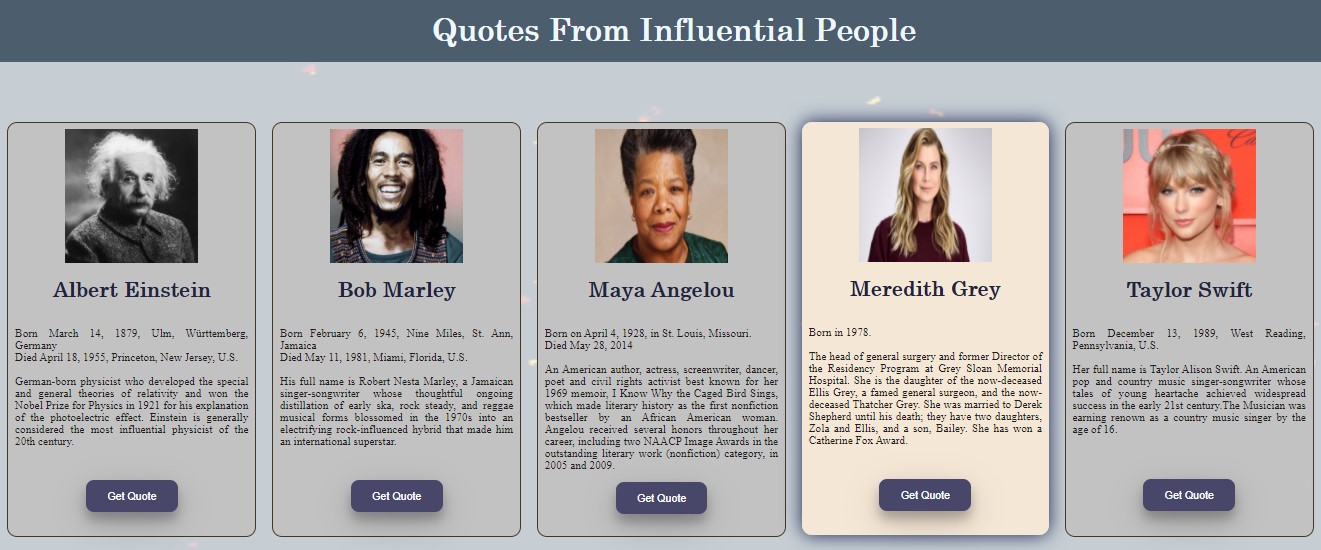 Quotes From Influential People
Albert Einstein
Born March 14, 1879, Ulm, Württemberg,
Germany
Died April 18, 1955, Princeton, New Jersey, U.S.
German-born physicist who developed the special
and general theories of relativity and won the
Nobel Prize for Physics in 1921 for his explanation
of the photoelectric effect. Einstein is generally
considered the most influential physicist of the
20th century.
Get Quote
Bob Marley
Born February 6, 1945, Nine Miles, St. Ann,
Jamaica
Died May 11, 1981, Miami, Florida, U.S.
His full name is Robert Nesta Marley, a Jamaican
singer-songwriter whose thoughtful ongoing
distillation of early ska, rock steady, and reggae
musical forms blossomed in the 1970s into an
electrifying rock-influenced hybrid that made him
an international superstar.
Get Quote
Maya Angelou
Born on April 4, 1928, in St. Louis, Missouri.
Died May 28, 2014
An American author, actress, screenwriter, dancer,
poet and civil rights activist best known for her
1969 memoir, I Know Why the Caged Bird Sings,
which made literary history as the first nonfiction
bestseller by an African American woman.
Angelou received several honors throughout her
career, including two NAACP Image Awards in the
outstanding literary work (nonfiction) category, in
2005 and 2009.
Get Quote
Meredith Grey
Born in 1978.
The head of general surgery and former Director of
the Residency Program at Grey Sloan Memorial
Hospital. She is the daughter of the now-deceased
Ellis Grey, a famed general surgeon, and the now-
deceased Thatcher Grey. She was married to Derek
Shepherd until his death; they have two daughters,
Zola and Ellis, and a son, Bailey. She has won a
Catherine Fox Award.
Get Quote
Taylor Swift
Born December 13, 1989, West Reading,
Pennsylvania, U.S.
Her full name is Taylor Alison Swift. An American
pop and country music singer-songwriter whose
tales of young heartache achieved widespread
success in the early 21st century.The Musician was
earning renown as a country music singer by the
age of 16.
Get Quote